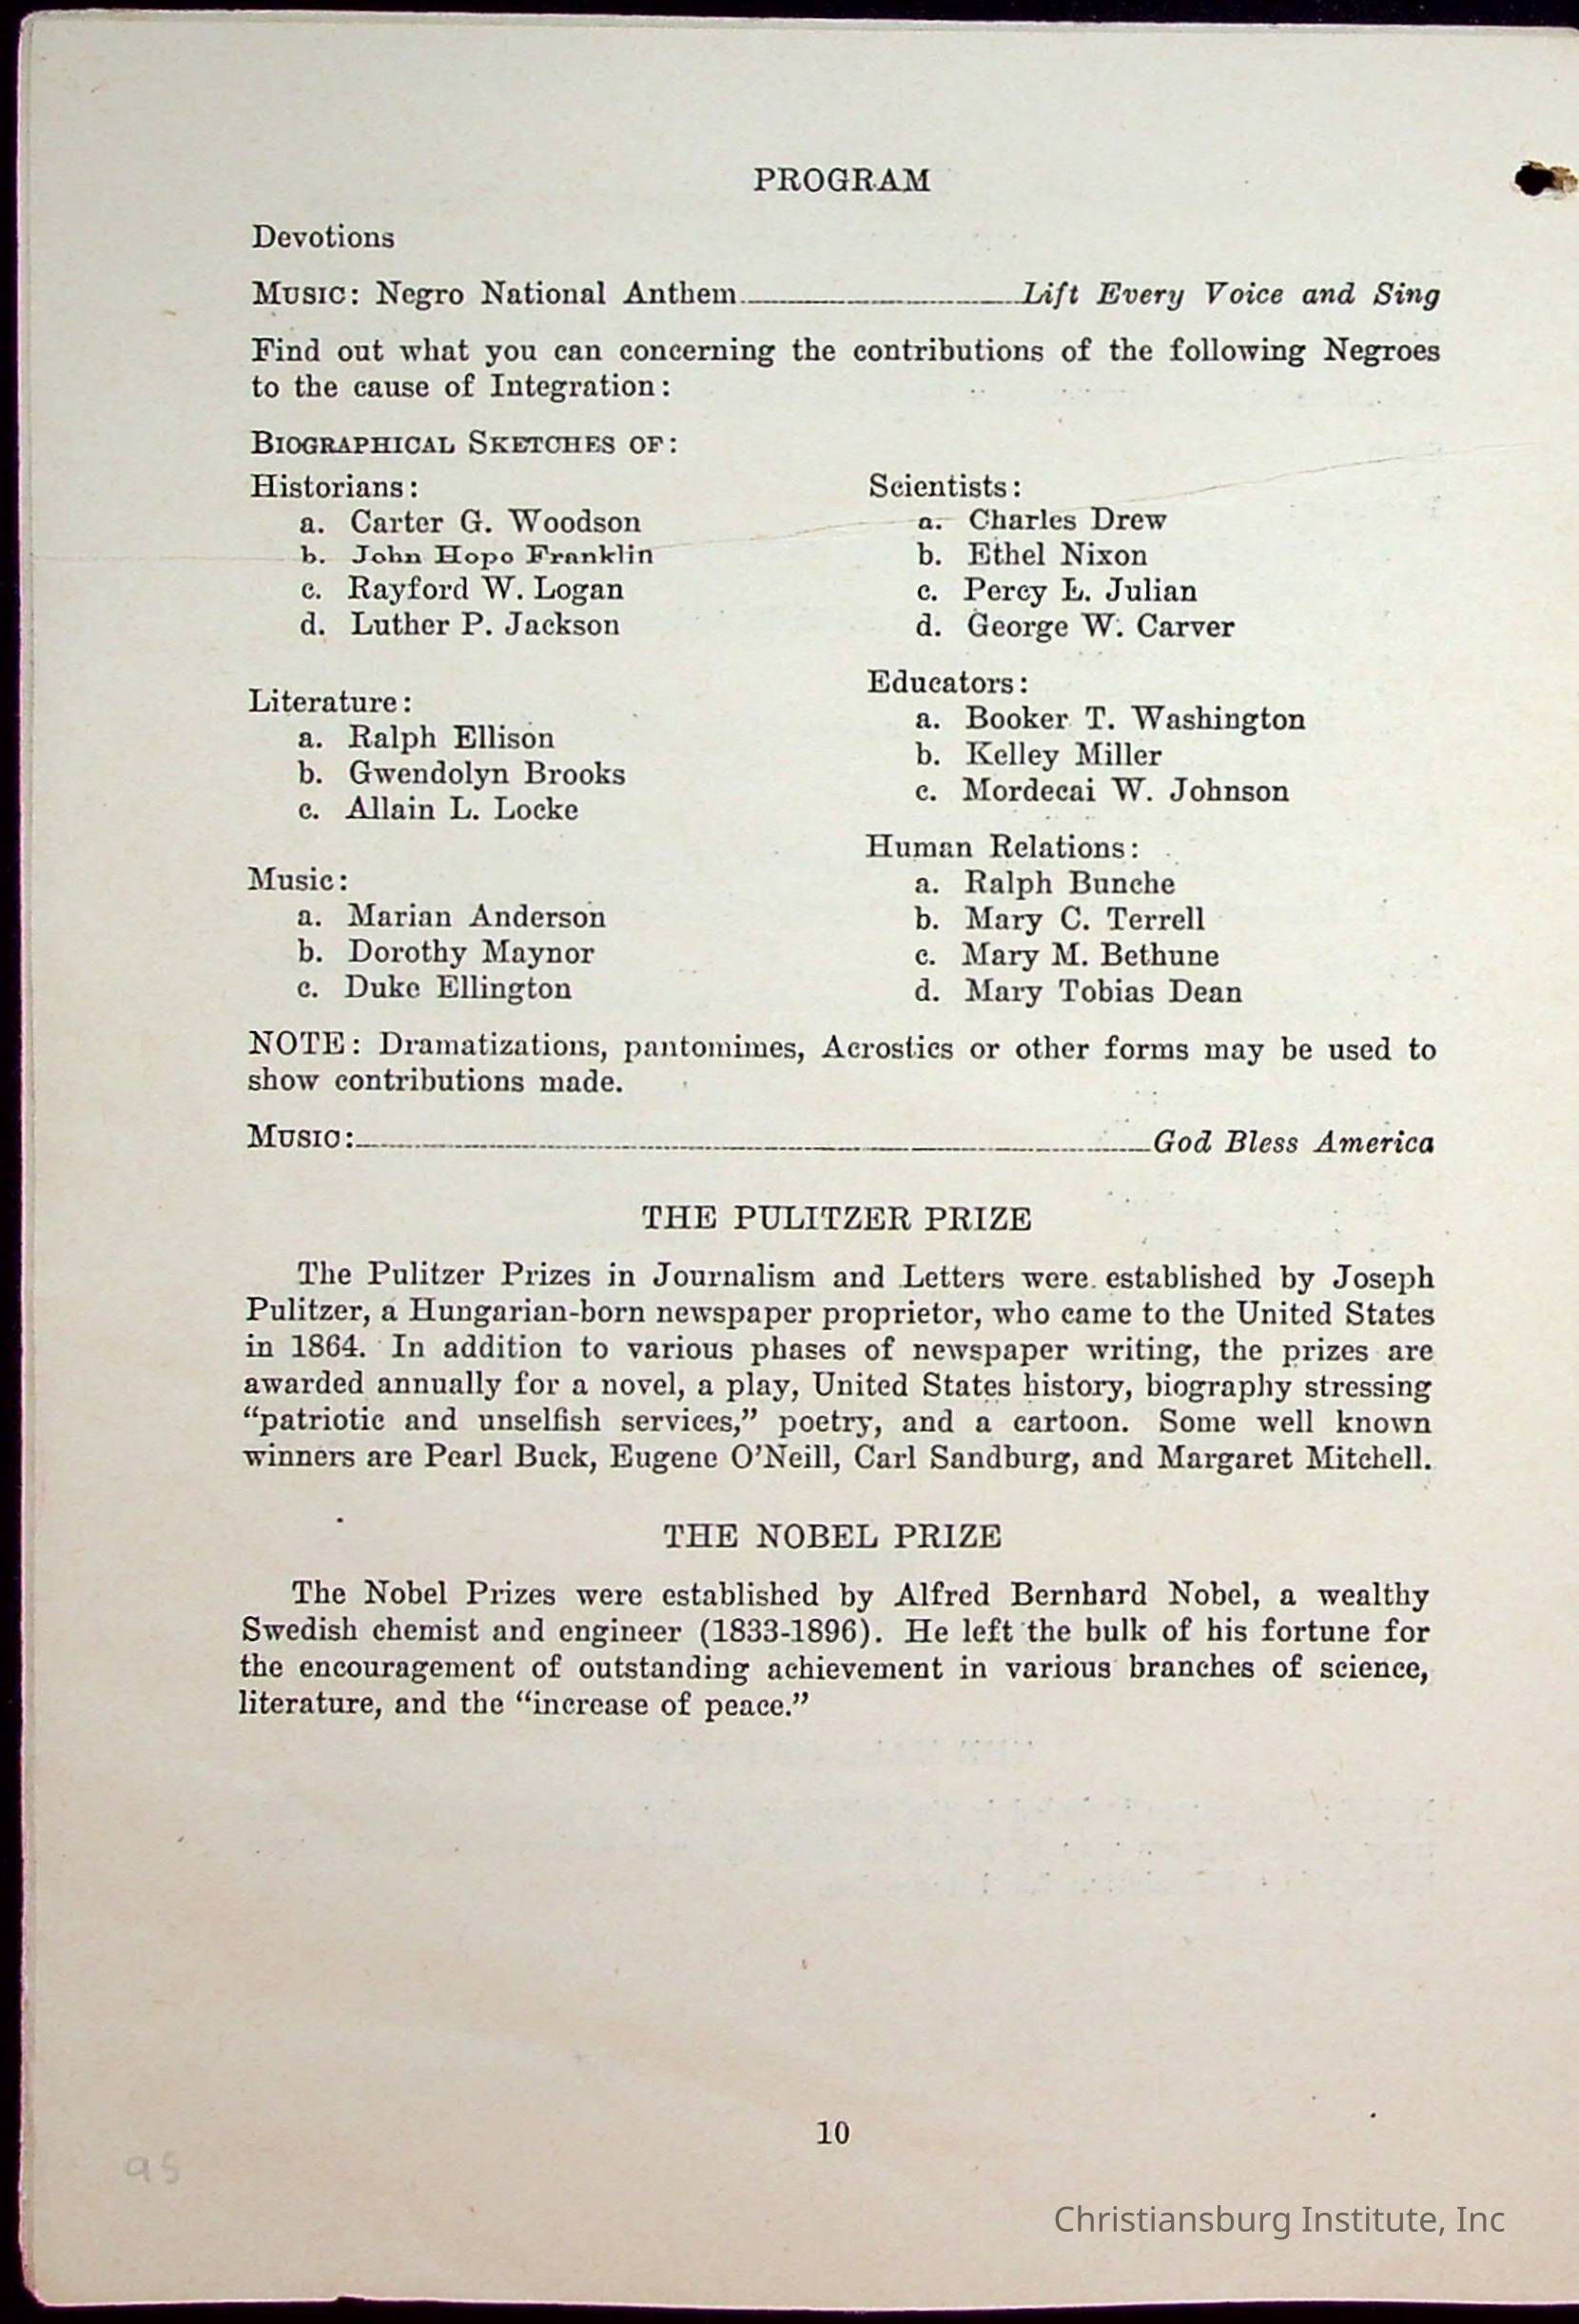 PROGRAM
Devotions
MUSIC: Negro National Anthem Lift Every Voice and Sing
Find out what you can concerning the contributions of the following Negroes
to the cause of Integration:
BIOGRAPHICAL SKETCHES OF:
Historians:
a. Carter G. Woodson
b. John Hope Franklin
c. Rayford W. Logan
d. Luther P. Jackson
Literature:
a. Ralph Ellison
b. Gwendolyn Brooks
c. Allain L. Locke
Music:
a. Marian Anderson
b. Dorothy Maynor
c. Duke Ellington
Scientists:
a. Charles Drew
b. Ethel Nixon
c. Percy L. Julian
d. George W. Carver
Educators:
a. Booker T. Washington
b. Kelley Miller
c. Mordecai W. Johnson
Human Relations:
a. Ralph Bunche
b. Mary C. Terrell
c. Mary M. Bethune
d. Mary Tobias Dean
NOTE: Dramatizations, pantomimes, Acrostics or other forms may be used to
show contributions made.
MUSIC: God Bless America
THE PULITZER PRIZE
The Pulitzer Prizes in Journalism and Letters were established by Joseph
Pulitzer, a Hungarian-born newspaper proprietor, who came to the United States
in 1864. In addition to various phases of newspaper writing, the prizes are
awarded annually for a novel, a play, United States history, biography stressing
“patriotic and unselfish services,” poetry, and a cartoon. Some well known
winners are Pearl Buck, Eugene O’Neill, Carl Sandburg, and Margaret Mitchell.
THE NOBEL PRIZE
The Nobel Prizes were established by Alfred Bernhard Nobel, a wealthy
Swedish chemist and engineer (1833-1896). He left the bulk of his fortune for
the encouragement of outstanding achievement in various branches of science,
literature, and the “increase of peace.”
10
95
Christiansburg Institute, Inc